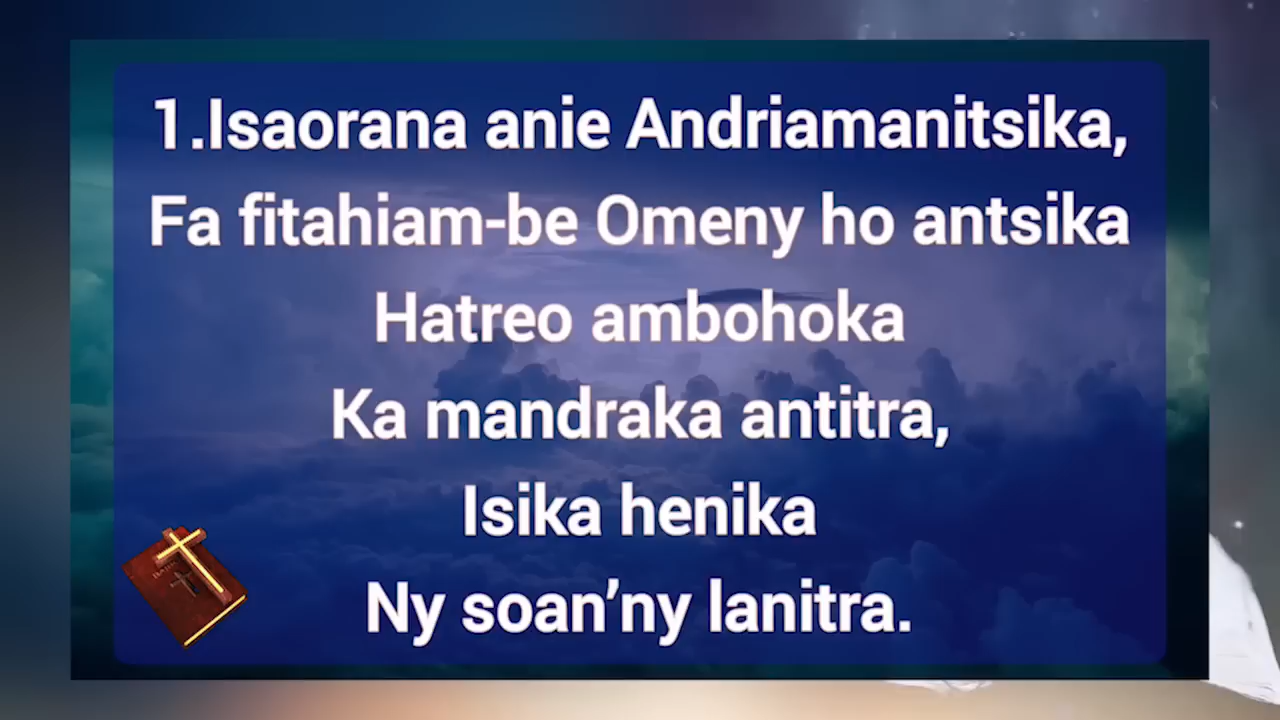 1.Isaorana anie Andriamanitsika,
Fa fitahiam-be Omeny ho antsika
Hatreo ambohoka
Ka mandraka antitra,
Isika henika
Ny soan’ny lanitra.